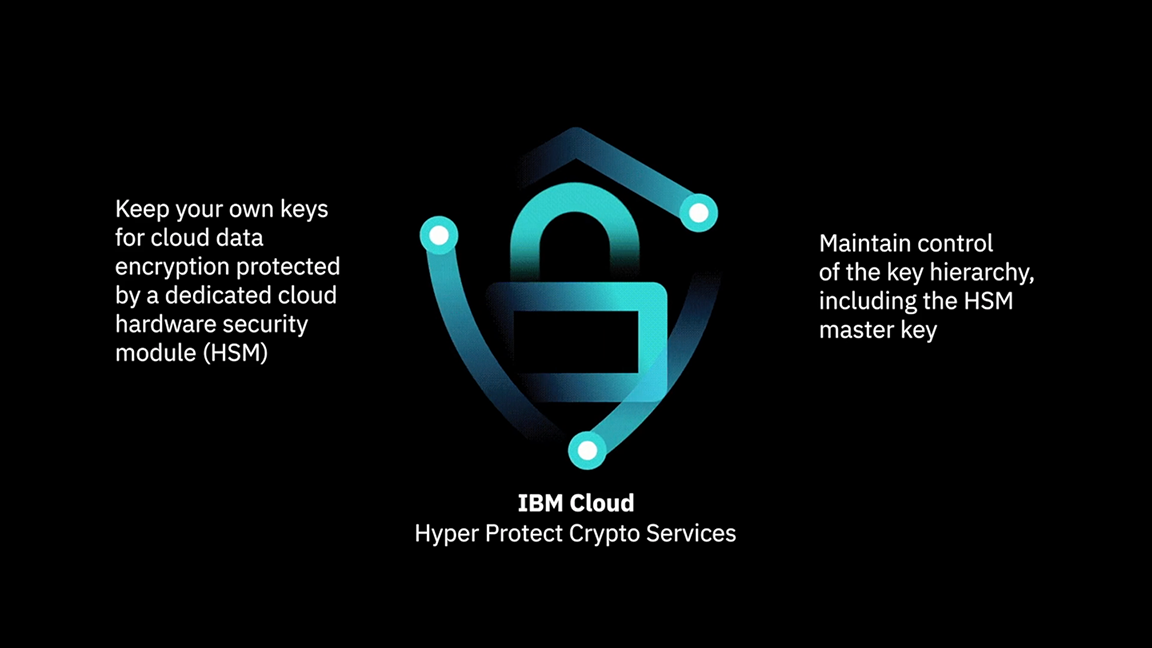 Keep your own keys
for cloud data
encryption protected
by a dedicated cloud
hardware security
module (HSM)
Maintain control
of the key hierarchy,
including the HSM
master key
IBM Cloud
Hyper Protect Crypto Services